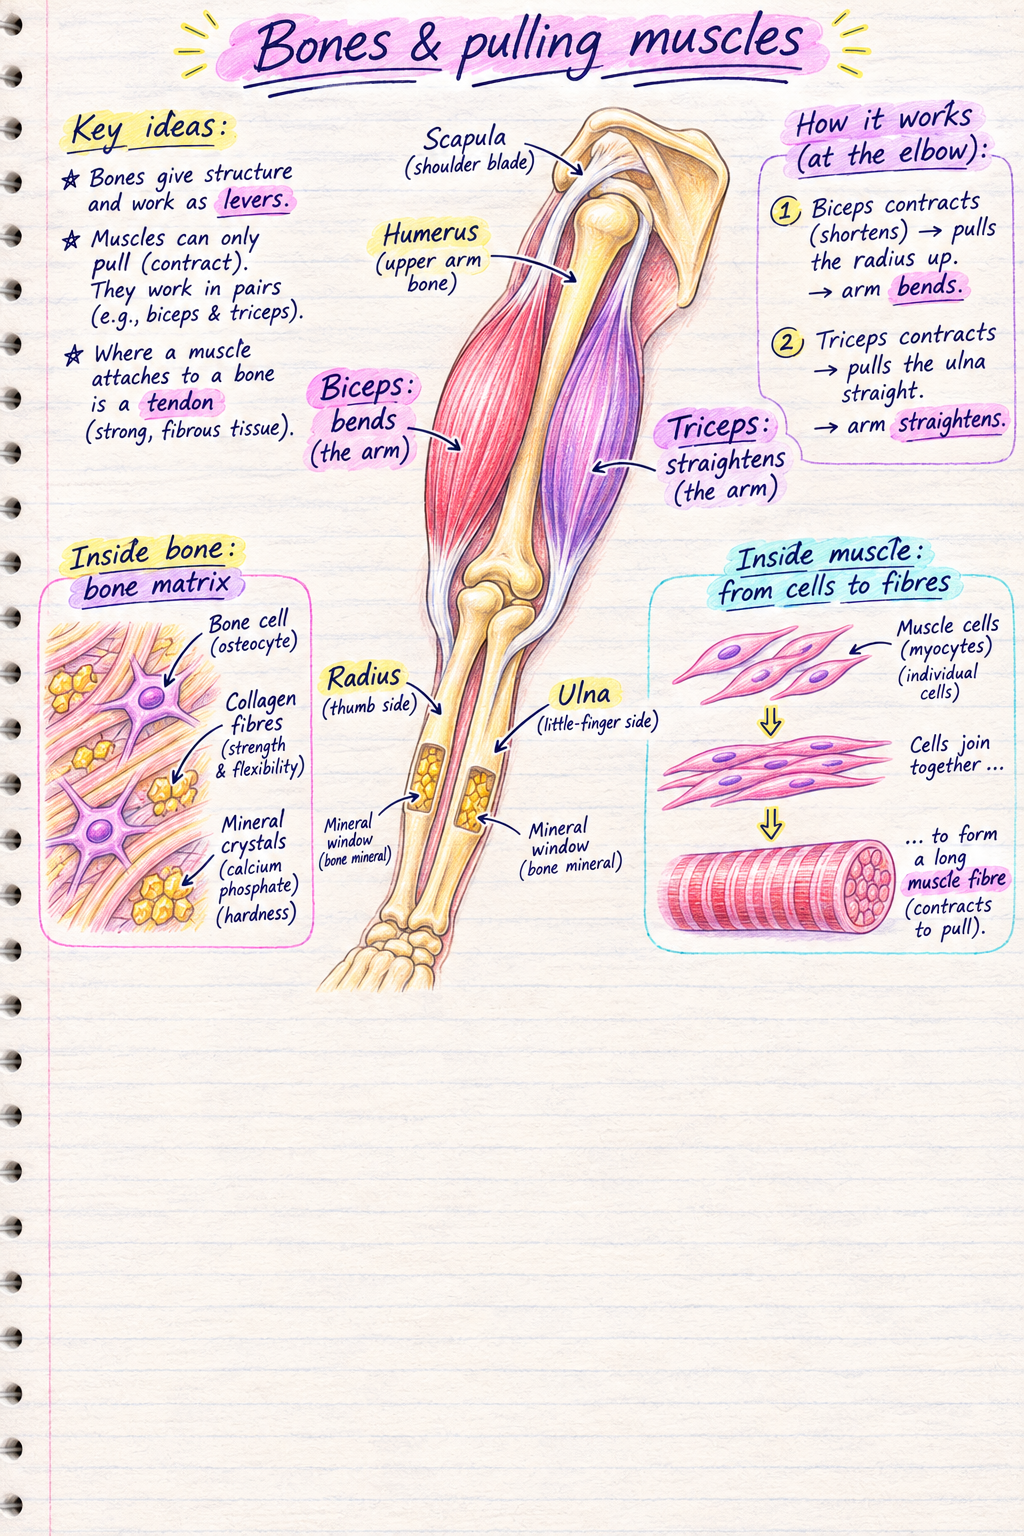 Bones & pulling muscles
Key ideas:
Bones give structure
and work as levers.
Muscles can only
pull (contract).
They work in pairs
(e.g., biceps & triceps).
Where a muscle
attaches to a bone
is a tendon
(strong, fibrous tissue).
Scapula
(shoulder blade)
Humerus
(upper arm
bone)
Biceps:
bends
(the arm)
Triceps:
straightens
(the arm)
How it works
(at the elbow):
1 Biceps contracts
(shortens) → pulls
the radius up.
→ arm bends.
2 Triceps contracts
→ pulls the ulna
straight.
→ arm straightens.
Inside bone:
bone matrix
Bone cell
(osteocyte)
Collagen
fibres
(strength
& flexibility)
Mineral
crystals
(calcium
phosphate)
(hardness)
Radius
(thumb side)
Ulna
(little-finger side)
Mineral
window
(bone mineral)
Mineral
window
(bone mineral)
Inside muscle:
from cells to fibres
Muscle cells
(myocytes)
(individual
cells)
Cells join
together ...
... to form
a long
muscle fibre
(contracts
to pull).